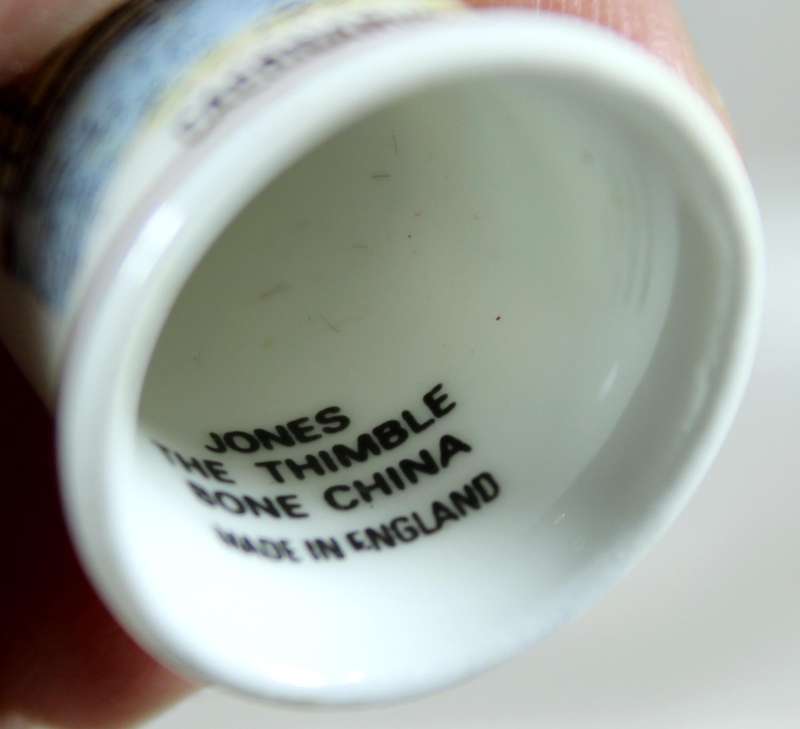 JONES
THE THIMBLE
BONE CHINA
MADE IN ENGLAND